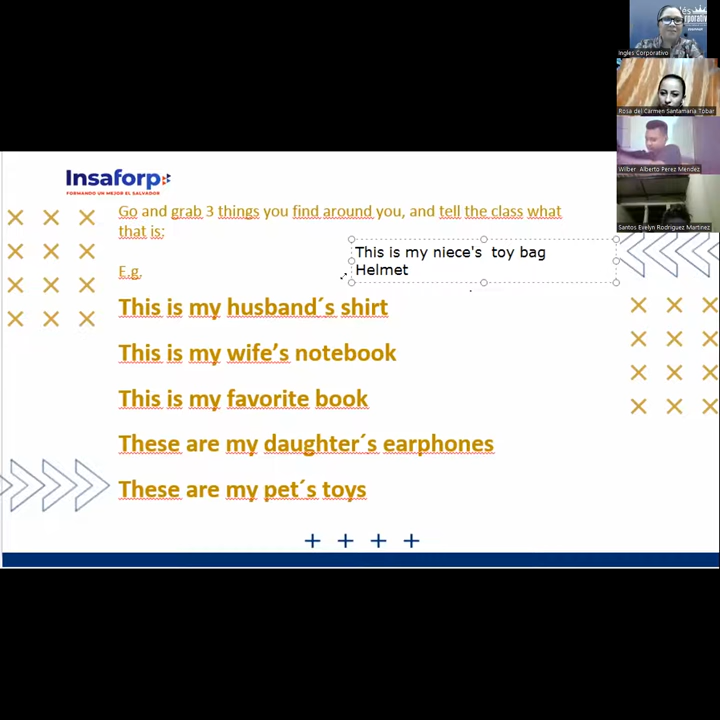 Inglés Corporativo
Rosa del Carmen Santamaria Tobar
Wilber Alberto Perez Mendez
Santos Evelyn Rodriguez Martinez
Insaforp
FORMANDO UN MEJOR EL SALVADOR
Go and grab 3 things you find around you, and tell the class what
that is:
This is my niece's  toy bag
Helmet
E.g.
This is my husband´s shirt
This is my wife’s notebook
This is my favorite book
These are my daughter´s earphones
These are my pet´s toys